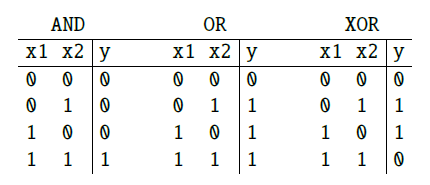 AND OR XOR
x1 x2 y x1 x2 y x1 x2 y
0 0 0 0 0 0 0 0 0
0 1 0 0 1 1 0 1 1
1 0 0 1 0 1 1 0 1
1 1 1 1 1 1 1 1 0